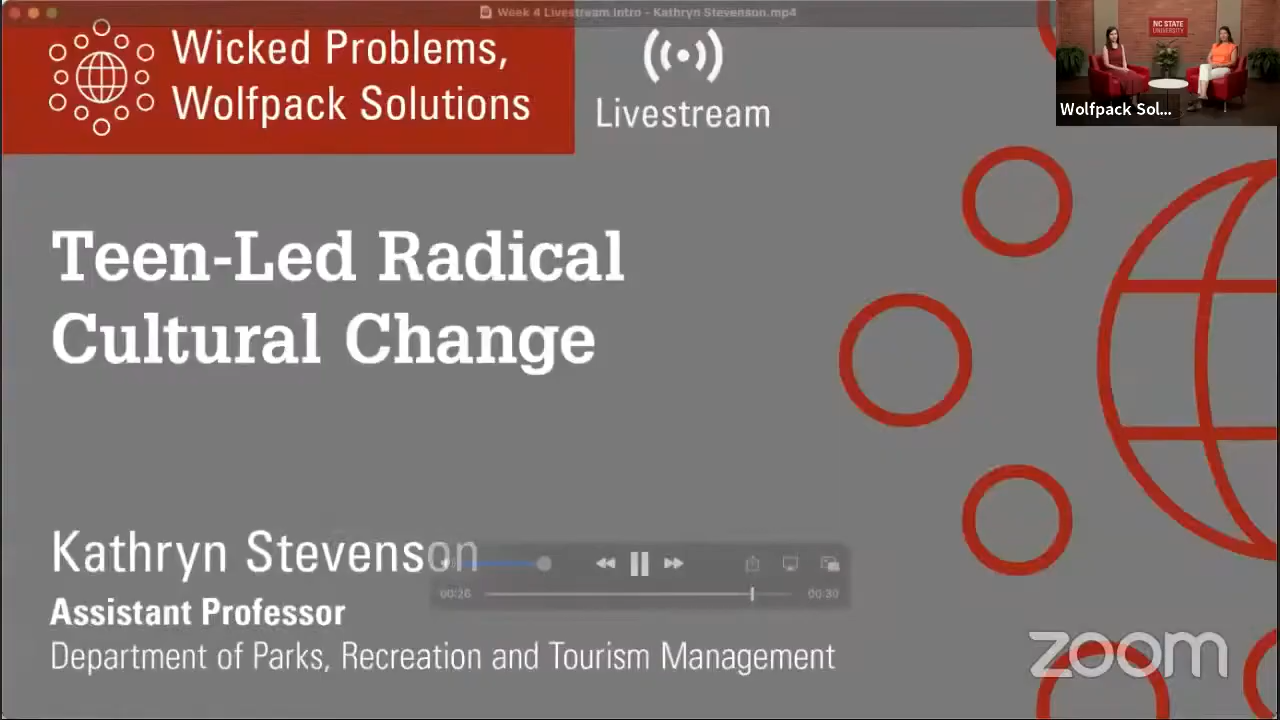 Week 4 Livestream Intro - Kathryn Stevenson.mp4
Wicked Problems,
Wolfpack Solutions
Livestream
NC STATE
UNIVERSITY
Wolfpack Sol...
Teen-Led Radical
Cultural Change
Kathryn Stevenson
00:26
00:30
Assistant Professor
Department of Parks, Recreation and Tourism Management
zoom